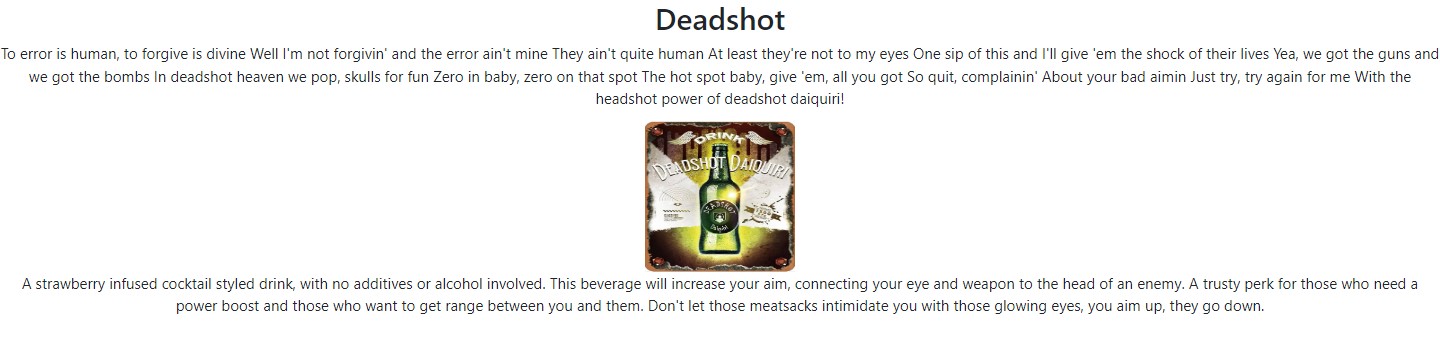 Deadshot
To error is human, to forgive is divine Well I'm not forgivin' and the error ain't mine They ain't quite human At least they're not to my eyes One sip of this and I'll give 'em the shock of their lives Yea, we got the guns and
we got the bombs In deadshot heaven we pop, skulls for fun Zero in baby, zero on that spot The hot spot baby, give 'em, all you got So quit, complainin' About your bad aimin Just try, try again for me With the
headshot power of deadshot daiquiri!
DRINK
DEADSHOT DAIQUIRI
DEADSHOT
A strawberry infused cocktail styled drink, with no additives or alcohol involved. This beverage will increase your aim, connecting your eye and weapon to the head of an enemy. A trusty perk for those who need a
power boost and those who want to get range between you and them. Don't let those meatsacks intimidate you with those glowing eyes, you aim up, they go down.